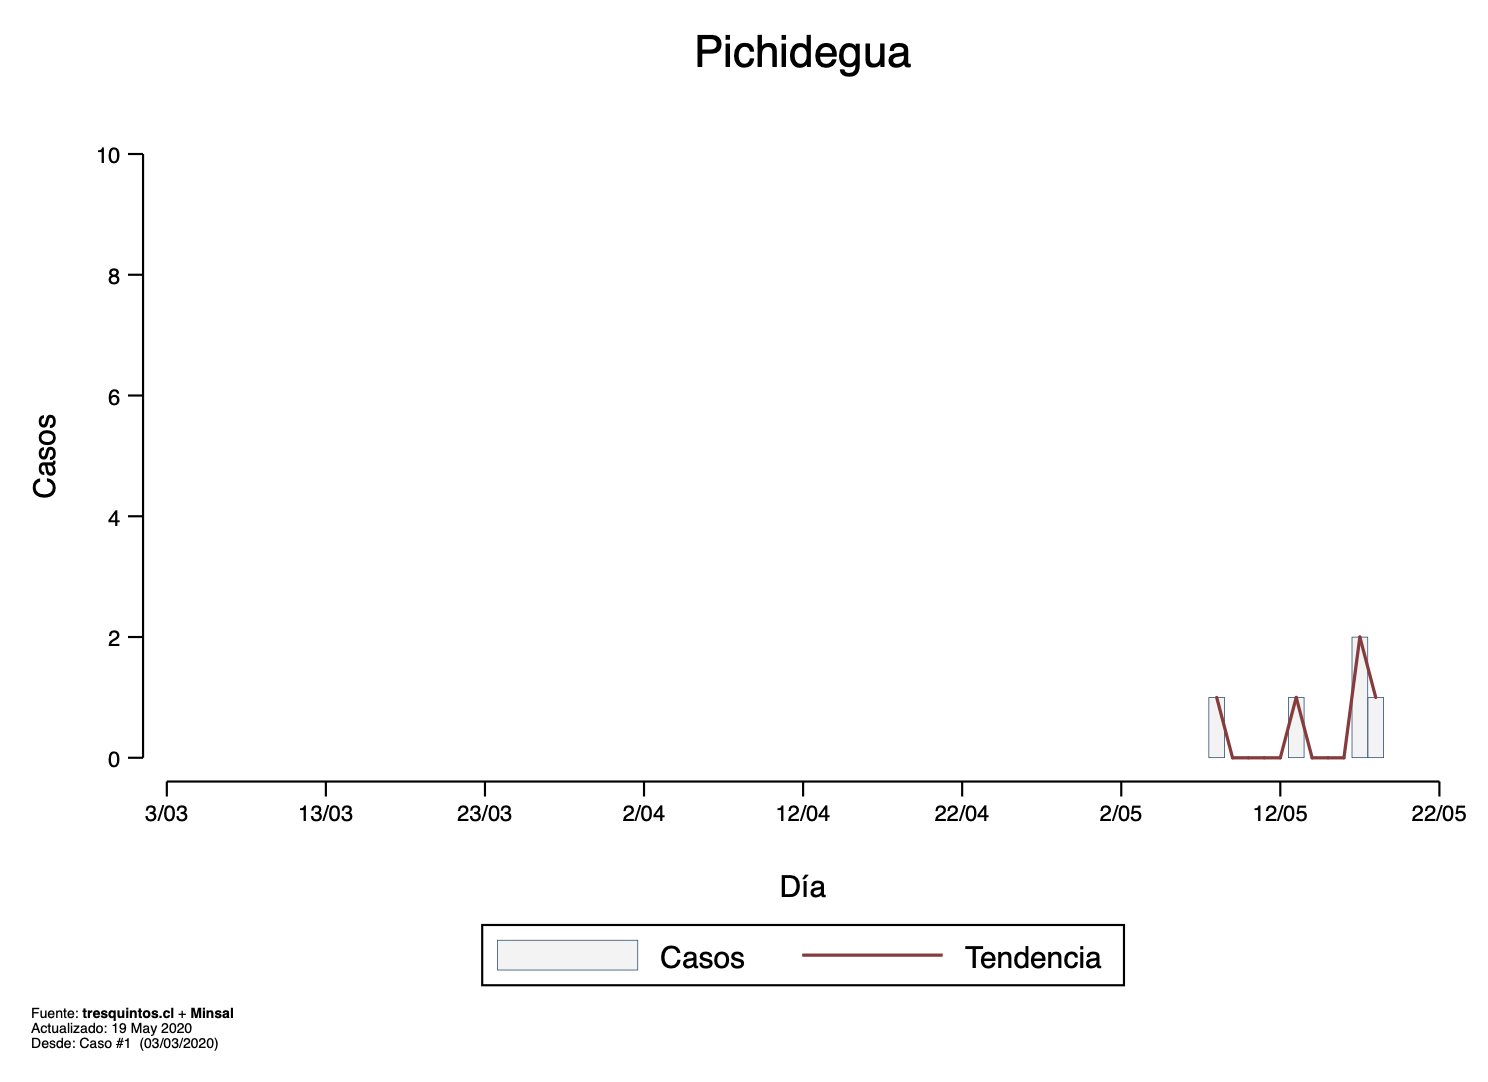 Pichidegua
10
8
6
4
2
0
Casos
3/03 13/03 23/03 2/04 12/04 22/04 2/05 12/05 22/05
Día
Casos Tendencia
Fuente: tresquintos.cl + Minsal
Actualizado: 19 May 2020
Desde: Caso #1 (03/03/2020)